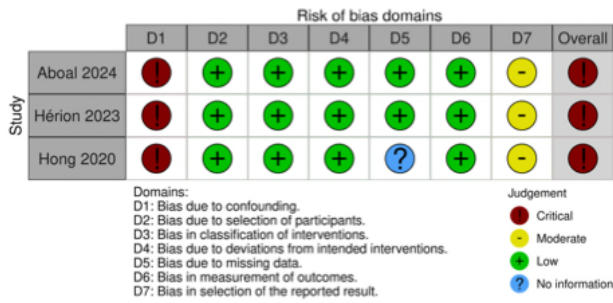 Risk of bias domains
D1 D2 D3 D4 D5 D6 D7 Overall
Study
Aboal 2024 ! + + + + + - !
Hérion 2023 ! + + + + + - !
Hong 2020 ! + + + ? + - !
Domains:
D1: Bias due to confounding.
D2: Bias due to selection of participants.
D3: Bias in classification of interventions.
D4: Bias due to deviations from intended interventions.
D5: Bias due to missing data.
D6: Bias in measurement of outcomes.
D7: Bias in selection of the reported result.
Judgement
! Critical
- Moderate
+ Low
? No information